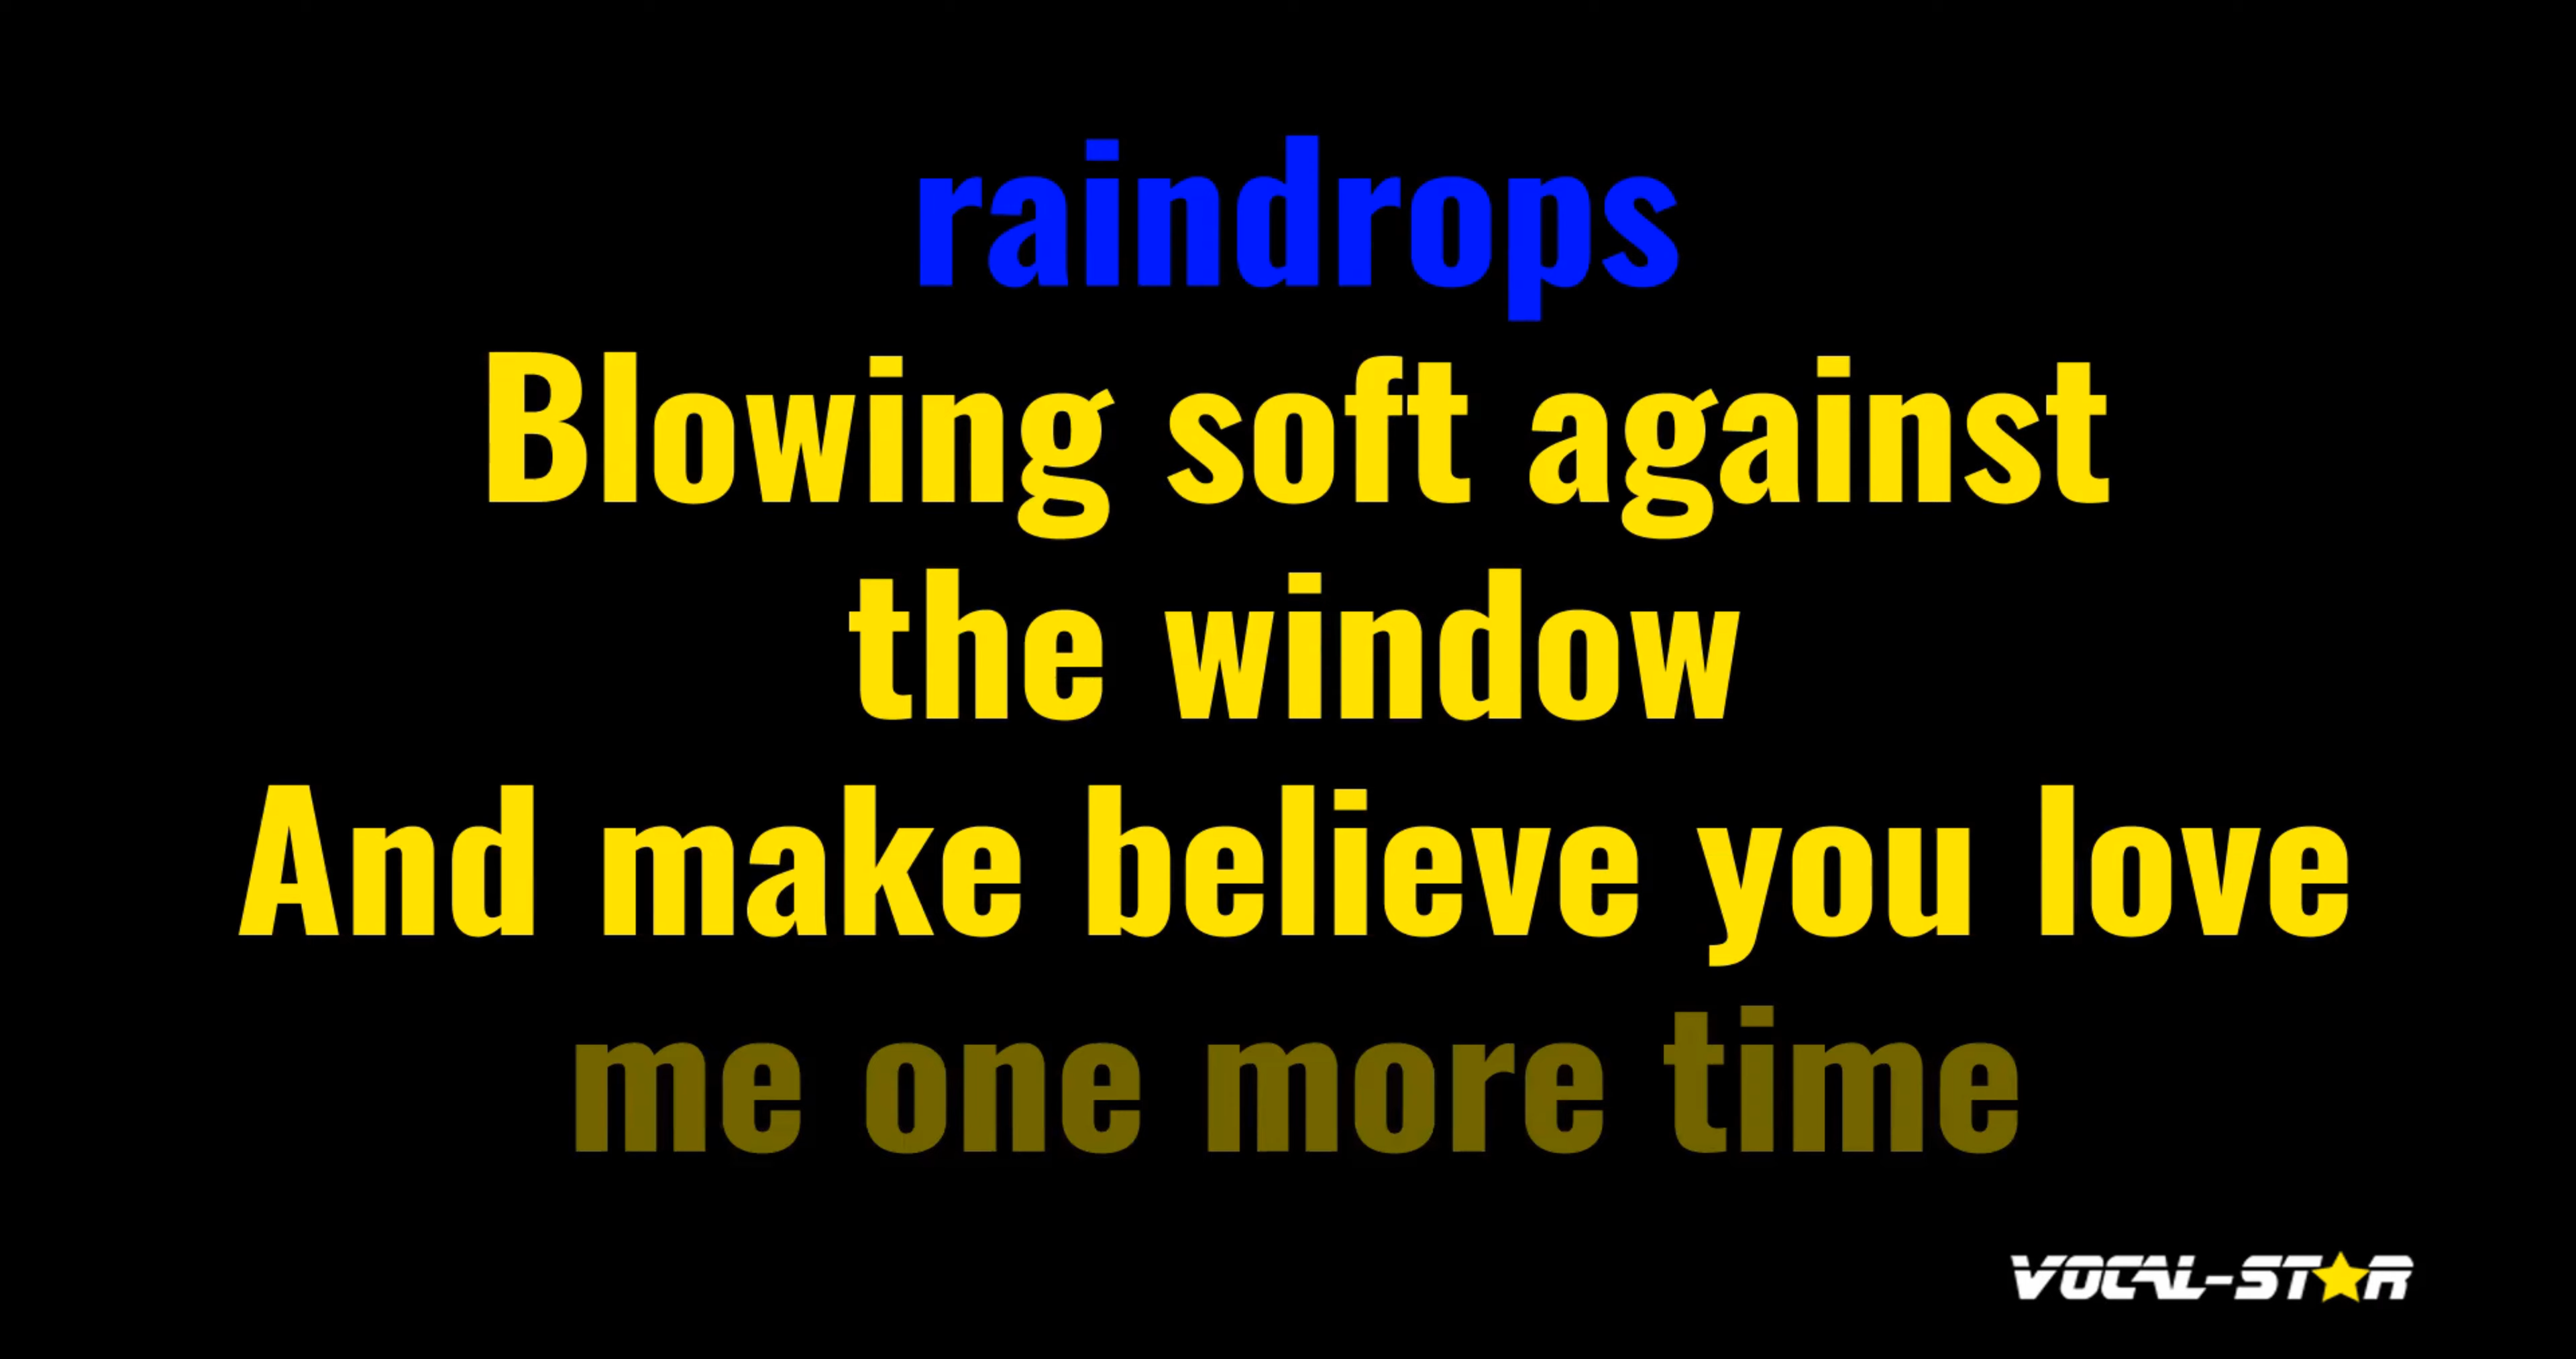 raindrops
Blowing soft against
the window
And make believe you love
me one more time
VOCAL-STAR